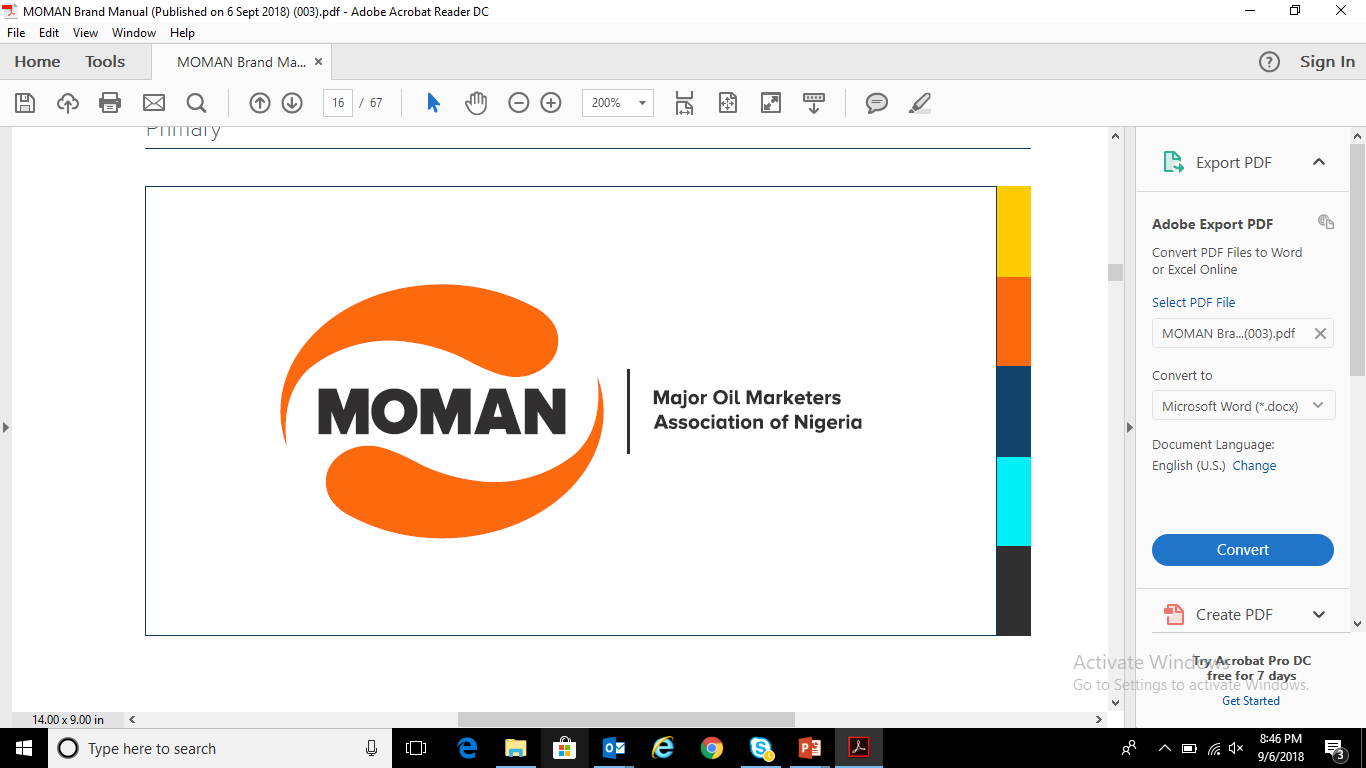 MOMAN Brand Manual (Published on 6 Sept 2018) (003).pdf - Adobe Acrobat Reader DC
File Edit View Window Help
Home Tools MOMAN Brand Ma... × Sign In
16 / 67 200%
Primary
MOMAN
Major Oil Marketers
Association of Nigeria
14.00 x 9.00 in
Export PDF
Adobe Export PDF
Convert PDF Files to Word
or Excel Online
Select PDF File
MOMAN Bra...(003).pdf
Convert to
Microsoft Word (*.docx)
Document Language:
English (U.S.) Change
Convert
Create PDF
Try Acrobat Pro DC
free for 7 days
Get Started
Activate Windows
Go to Settings to activate Windows.
Type here to search
8:46 PM
9/6/2018
3